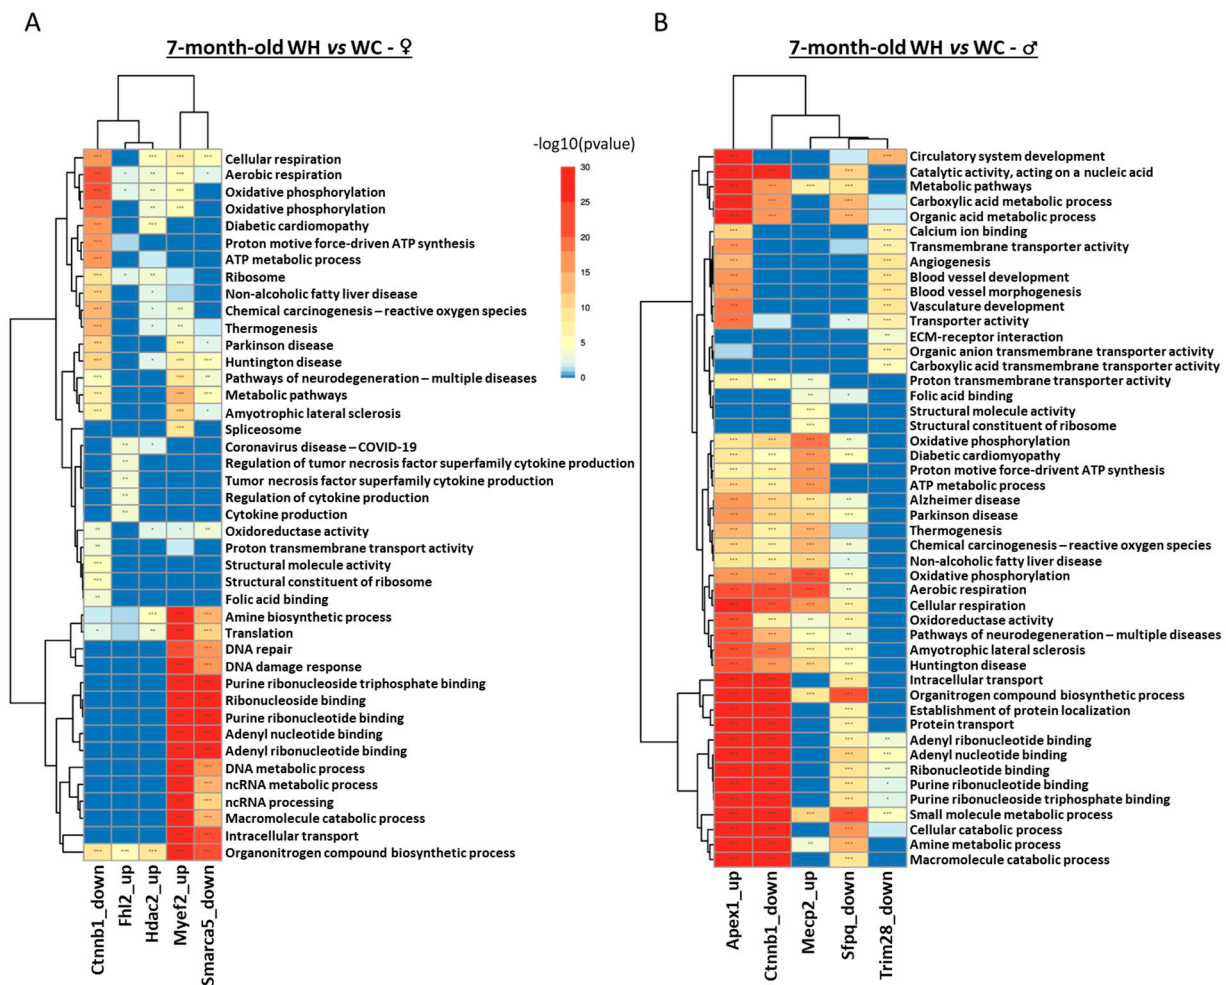 A
7-month-old WH vs WC - ♀
Cellular respiration
Aerobic respiration
Oxidative phosphorylation
Oxidative phosphorylation
Diabetic cardiomopathy
Proton motive force-driven ATP synthesis
ATP metabolic process
Ribosome
Non-alcoholic fatty liver disease
Chemical carcinogenesis – reactive oxygen species
Thermogenesis
Parkinson disease
Huntington disease
Pathways of neurodegeneration – multiple diseases
Metabolic pathways
Amyotrophic lateral sclerosis
Spliceosome
Coronavirus disease – COVID-19
Regulation of tumor necrosis factor superfamily cytokine production
Tumor necrosis factor superfamily cytokine production
Regulation of cytokine production
Cytokine production
Oxidoreductase activity
Proton transmembrane transport activity
Structural molecule activity
Structural constituent of ribosome
Folic acid binding
Amine biosynthetic process
Translation
DNA repair
DNA damage response
Purine ribonucleoside triphosphate binding
Ribonucleoside binding
Purine ribonucleotide binding
Adenyl nucleotide binding
Adenyl ribonucleotide binding
DNA metabolic process
ncRNA metabolic process
ncRNA processing
Macromolecule catabolic process
Intracellular transport
Organonitrogen compound biosynthetic process
Ctnnb1_down
Fhl2_up
Hdac2_up
Myef2_up
Smarca5_down
-log10(pvalue)
30
25
20
15
10
5
0
B
7-month-old WH vs WC - ♂
Circulatory system development
Catalytic activity, acting on a nucleic acid
Metabolic pathways
Carboxylic acid metabolic process
Organic acid metabolic process
Calcium ion binding
Transmembrane transporter activity
Angiogenesis
Blood vessel development
Blood vessel morphogenesis
Vasculature development
Transporter activity
ECM-receptor interaction
Organic anion transmembrane transporter activity
Carboxylic acid transmembrane transporter activity
Proton transmembrane transporter activity
Folic acid binding
Structural molecule activity
Structural constituent of ribosome
Oxidative phosphorylation
Diabetic cardiomyopathy
Proton motive force-drivent ATP synthesis
ATP metabolic process
Alzheimer disease
Parkinson disease
Thermogenesis
Chemical carcinogenesis – reactive oxygen species
Non-alcoholic fatty liver disease
Oxidative phosphorylation
Aerobic respiration
Cellular respiration
Oxidoreductase activity
Pathways of neurodegeneration – multiple diseases
Amyotrophic lateral sclerosis
Huntington disease
Intracellular transport
Organitrogen compound biosynthetic process
Establishment of protein localization
Protein transport
Adenyl ribonucleotide binding
Adenyl nucleotide binding
Ribonucleotide binding
Purine ribonucleotide binding
Purine ribonucleoside triphosphate binding
Small molecule metabolic process
Cellular catabolic process
Amine metabolic process
Macromolecule catabolic process
Apex1_up
Ctnnb1_down
Mecp2_up
Sfpq_down
Trim28_down